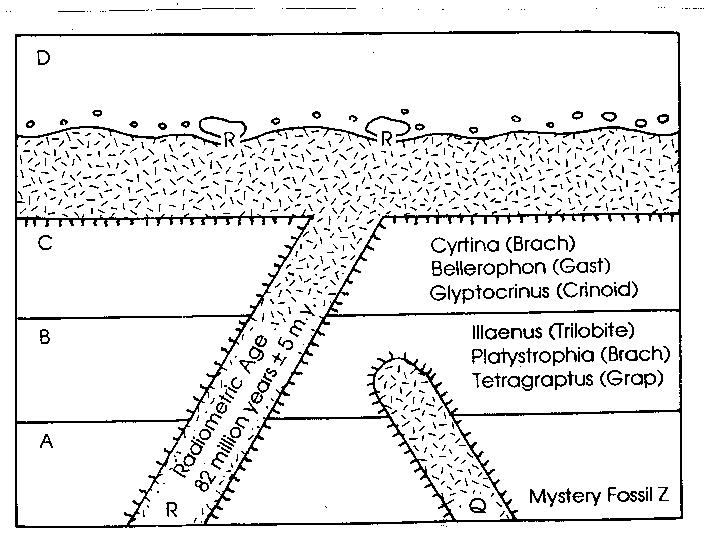 D
R
R
C
Cyrtina (Brach)
Bellerophon (Gast)
Glyptocrinus (Crinoid)
B
Illaenus (Trilobite)
Platystrophia (Brach)
Tetragraptus (Grap)
Radiometric Age
82 million years ± 5 m.y.
A
Mystery Fossil Z
R
Q